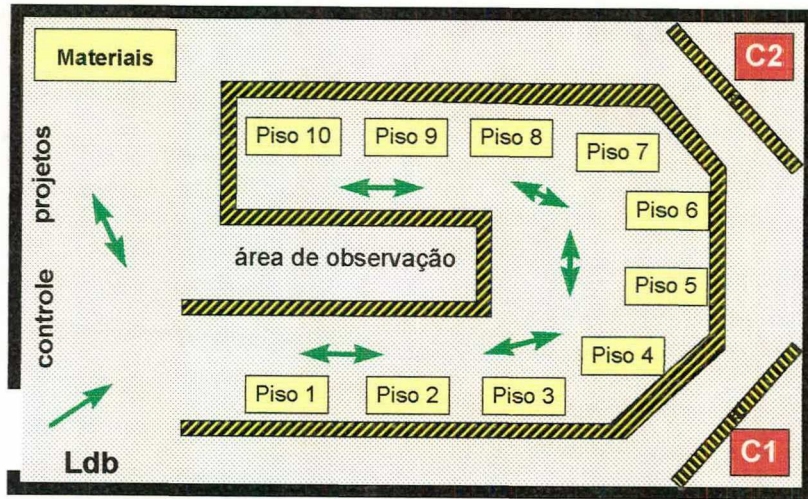 Materiais
C2
Piso 10
Piso 9
Piso 8
Piso 7
projetos
Piso 6
área de observação
controle
Piso 5
Piso 4
Piso 1
Piso 2
Piso 3
Ldb
C1